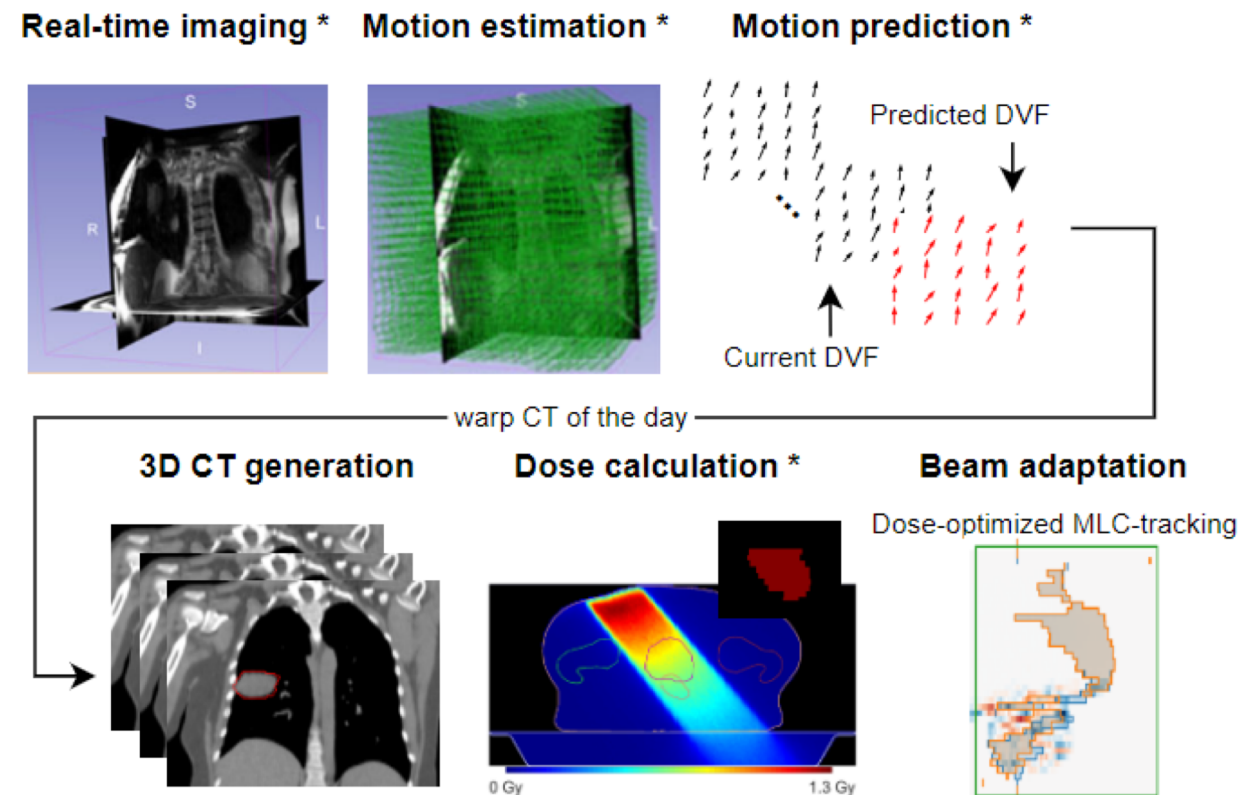 Real-time imaging *
Motion estimation *
Motion prediction *
S
R
L
I
S
L
Predicted DVF
Current DVF
warp CT of the day
3D CT generation
Dose calculation *
Beam adaptation
Dose-optimized MLC-tracking
0 Gy
1.3 Gy